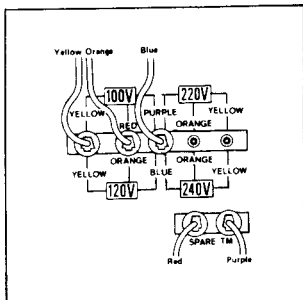 Yellow Orange Blue
100V 220V
YELLOW RED PURPLE ORANGE YELLOW
YELLOW ORANGE BLUE ORANGE YELLOW
120V 240V
SPARE TM
Red Purple